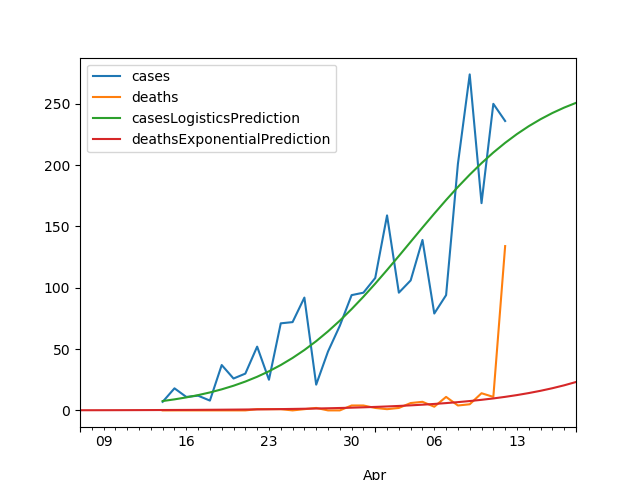 cases
deaths
casesLogisticsPrediction
deathsExponentialPrediction
250
200
150
100
50
0
09 16 23 30 06 13
Apr